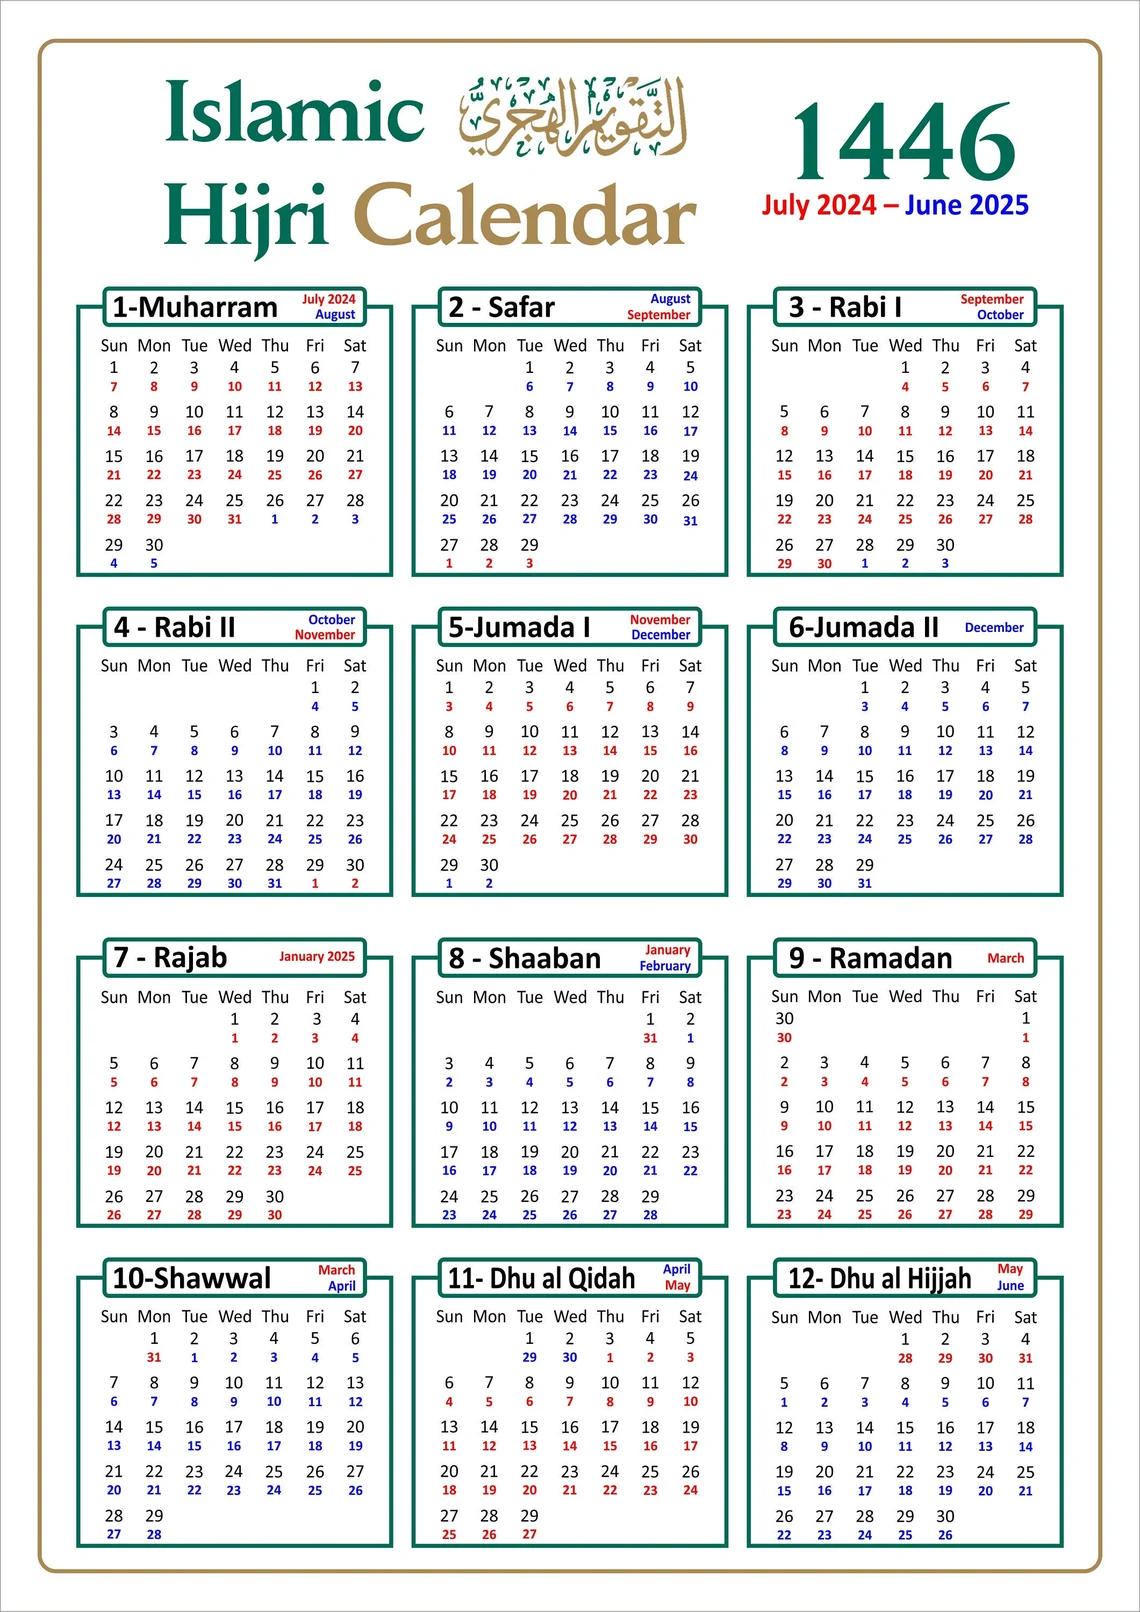 Islamic التَّقْوِيمُ الْهِجْرِيُّ
Hijri Calendar
1446
July 2024 – June 2025
1-Muharram July 2024 August
Sun Mon Tue Wed Thu Fri Sat
1 2 3 4 5 6 7
7 8 9 10 11 12 13
8 9 10 11 12 13 14
14 15 16 17 18 19 20
15 16 17 18 19 20 21
21 22 23 24 25 26 27
22 23 24 25 26 27 28
28 29 30 31 1 2 3
29 30
4 5
2 - Safar August September
Sun Mon Tue Wed Thu Fri Sat
1 2 3 4 5
6 7 8 9 10
6 7 8 9 10 11 12
11 12 13 14 15 16 17
13 14 15 16 17 18 19
18 19 20 21 22 23 24
20 21 22 23 24 25 26
25 26 27 28 29 30 31
27 28 29
1 2 3
3 - Rabi I September October
Sun Mon Tue Wed Thu Fri Sat
1 2 3 4
4 5 6 7
5 6 7 8 9 10 11
8 9 10 11 12 13 14
12 13 14 15 16 17 18
15 16 17 18 19 20 21
19 20 21 22 23 24 25
22 23 24 25 26 27 28
26 27 28 29 30
29 30 1 2 3
4 - Rabi II October November
Sun Mon Tue Wed Thu Fri Sat
1 2
4 5
3 4 5 6 7 8 9
6 7 8 9 10 11 12
10 11 12 13 14 15 16
13 14 15 16 17 18 19
17 18 19 20 21 22 23
20 21 22 23 24 25 26
24 25 26 27 28 29 30
27 28 29 30 31 1 2
5-Jumada I November December
Sun Mon Tue Wed Thu Fri Sat
1 2 3 4 5 6 7
3 4 5 6 7 8 9
8 9 10 11 12 13 14
10 11 12 13 14 15 16
15 16 17 18 19 20 21
17 18 19 20 21 22 23
22 23 24 25 26 27 28
24 25 26 27 28 29 30
29 30
1 2
6-Jumada II December
Sun Mon Tue Wed Thu Fri Sat
1 2 3 4 5
3 4 5 6 7
6 7 8 9 10 11 12
8 9 10 11 12 13 14
13 14 15 16 17 18 19
15 16 17 18 19 20 21
20 21 22 23 24 25 26
22 23 24 25 26 27 28
27 28 29
29 30 31
7 - Rajab January 2025
Sun Mon Tue Wed Thu Fri Sat
1 2 3 4
1 2 3 4
5 6 7 8 9 10 11
5 6 7 8 9 10 11
12 13 14 15 16 17 18
12 13 14 15 16 17 18
19 20 21 22 23 24 25
19 20 21 22 23 24 25
26 27 28 29 30
26 27 28 29 30
8 - Shaaban January February
Sun Mon Tue Wed Thu Fri Sat
1 2
31 1
3 4 5 6 7 8 9
2 3 4 5 6 7 8
10 11 12 13 14 15 16
9 10 11 12 13 14 15
17 18 19 20 21 22 23
16 17 18 19 20 21 22
24 25 26 27 28 29
23 24 25 26 27 28
9 - Ramadan March
Sun Mon Tue Wed Thu Fri Sat
30 1
30 1
2 3 4 5 6 7 8
2 3 4 5 6 7 8
9 10 11 12 13 14 15
9 10 11 12 13 14 15
16 17 18 19 20 21 22
16 17 18 19 20 21 22
23 24 25 26 27 28 29
23 24 25 26 27 28 29
10-Shawwal March April
Sun Mon Tue Wed Thu Fri Sat
1 2 3 4 5 6
31 1 2 3 4 5
7 8 9 10 11 12 13
6 7 8 9 10 11 12
14 15 16 17 18 19 20
13 14 15 16 17 18 19
21 22 23 24 25 26 27
20 21 22 23 24 25 26
28 29
27 28
11- Dhu al Qidah April May
Sun Mon Tue Wed Thu Fri Sat
1 2 3 4 5
29 30 1 2 3
6 7 8 9 10 11 12
4 5 6 7 8 9 10
13 14 15 16 17 18 19
11 12 13 14 15 16 17
20 21 22 23 24 25 26
18 19 20 21 22 23 24
27 28 29
25 26 27
12- Dhu al Hijjah May June
Sun Mon Tue Wed Thu Fri Sat
1 2 3 4
28 29 30 31
5 6 7 8 9 10 11
1 2 3 4 5 6 7
12 13 14 15 16 17 18
8 9 10 11 12 13 14
19 20 21 22 23 24 25
15 16 17 18 19 20 21
26 27 28 29 30
22 23 24 25 26